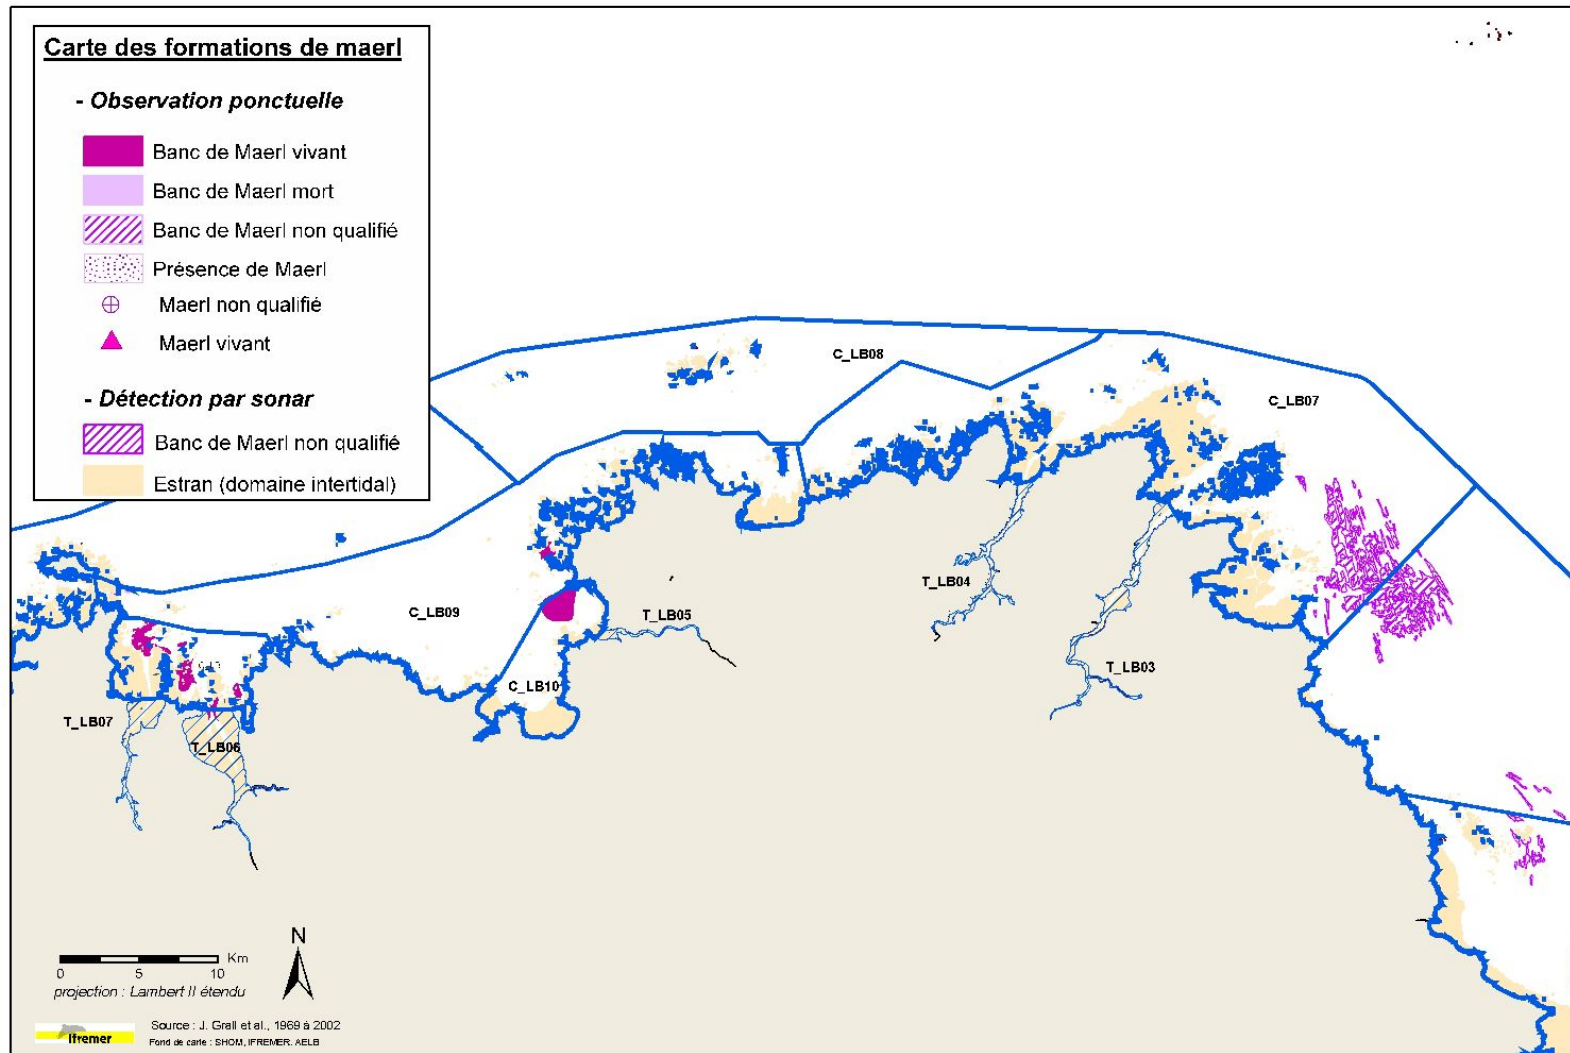 Carte des formations de maerl
- Observation ponctuelle
Banc de Maerl vivant
Banc de Maerl mort
Banc de Maerl non qualifié
Présence de Maerl
Maerl non qualifié
Maerl vivant
- Détection par sonar
Banc de Maerl non qualifié
Estran (domaine intertidal)
C_LB08
C_LB07
C_LB09
T_LB05
T_LB04
T_LB03
C_LB10
T_LB07
T_LB06
N
Km
0 5 10
projection : Lambert II étendu
Ifremer
Source : J. Grall et al., 1969 à 2002
Fond de carte : SHOM, IFREMER. AELB